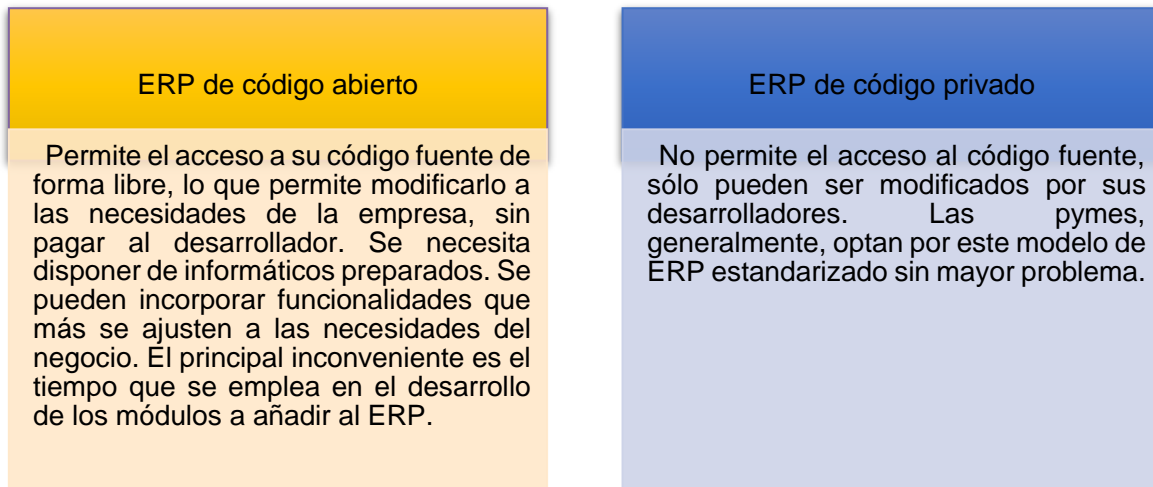 ERP de código abierto
Permite el acceso a su código fuente de
forma libre, lo que permite modificarlo a
las necesidades de la empresa, sin
pagar al desarrollador. Se necesita
disponer de informáticos preparados. Se
pueden incorporar funcionalidades que
más se ajusten a las necesidades del
negocio. El principal inconveniente es el
tiempo que se emplea en el desarrollo
de los módulos a añadir al ERP.
ERP de código privado
No permite el acceso al código fuente,
sólo pueden ser modificados por sus
desarrolladores. Las pymes,
generalmente, optan por este modelo de
ERP estandarizado sin mayor problema.